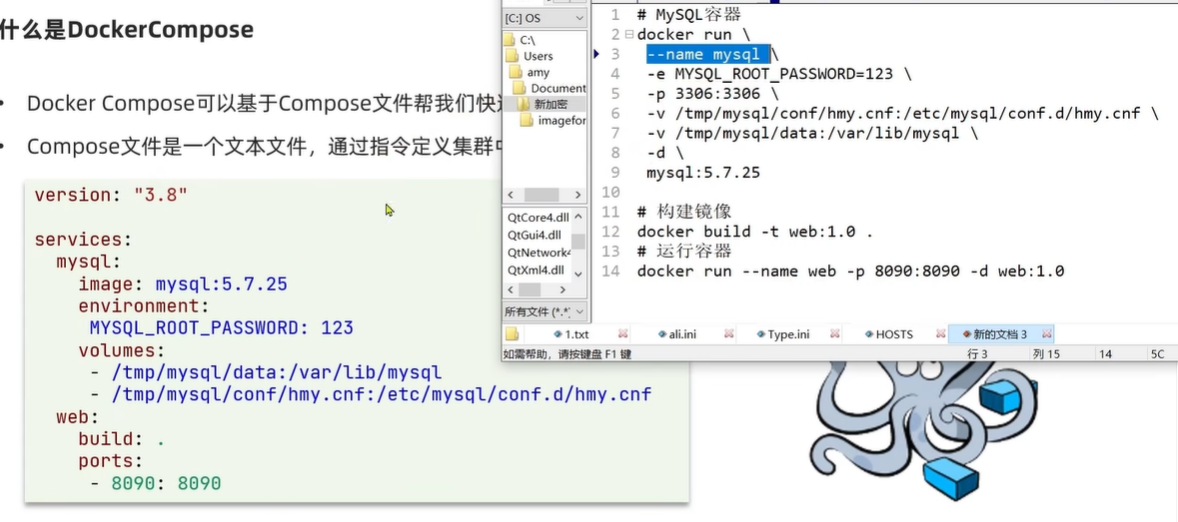 什么是DockerCompose
• Docker Compose可以基于Compose文件帮我们快
• Compose文件是一个文本文件，通过指令定义集群
version: "3.8"
services:
mysql:
image: mysql:5.7.25
environment:
MYSQL_ROOT_PASSWORD: 123
volumes:
- /tmp/mysql/data:/var/lib/mysql
- /tmp/mysql/conf/hmy.cnf:/etc/mysql/conf.d/hmy.cnf
web:
build: .
ports:
- 8090: 8090
[C:] OS
C:\
Users
amy
Document
新加密
imagefor
QtCore4.dll
QtGui4.dll
QtNetwork4
QtXml4.dll
所有文件 (*.*)
1 # MySQL容器
2 docker run \
3 --name mysql \
4 -e MYSQL_ROOT_PASSWORD=123 \
5 -p 3306:3306 \
6 -v /tmp/mysql/conf/hmy.cnf:/etc/mysql/conf.d/hmy.cnf \
7 -v /tmp/mysql/data:/var/lib/mysql \
8 -d \
9 mysql:5.7.25
10
11 # 构建镜像
12 docker build -t web:1.0 .
13 # 运行容器
14 docker run --name web -p 8090:8090 -d web:1.0
1.txt ali.ini Type.ini HOSTS 新的文档 3
如需帮助，请按键盘 F1 键 行 3 列 15 14 5C